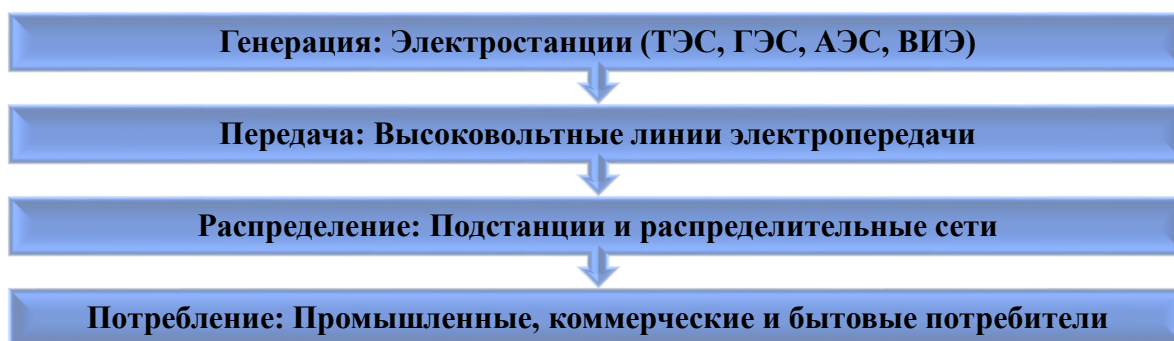 Генерация: Электростанции (ТЭС, ГЭС, АЭС, ВИЭ)
Передача: Высоковольтные линии электропередачи
Распределение: Подстанции и распределительные сети
Потребление: Промышленные, коммерческие и бытовые потребители